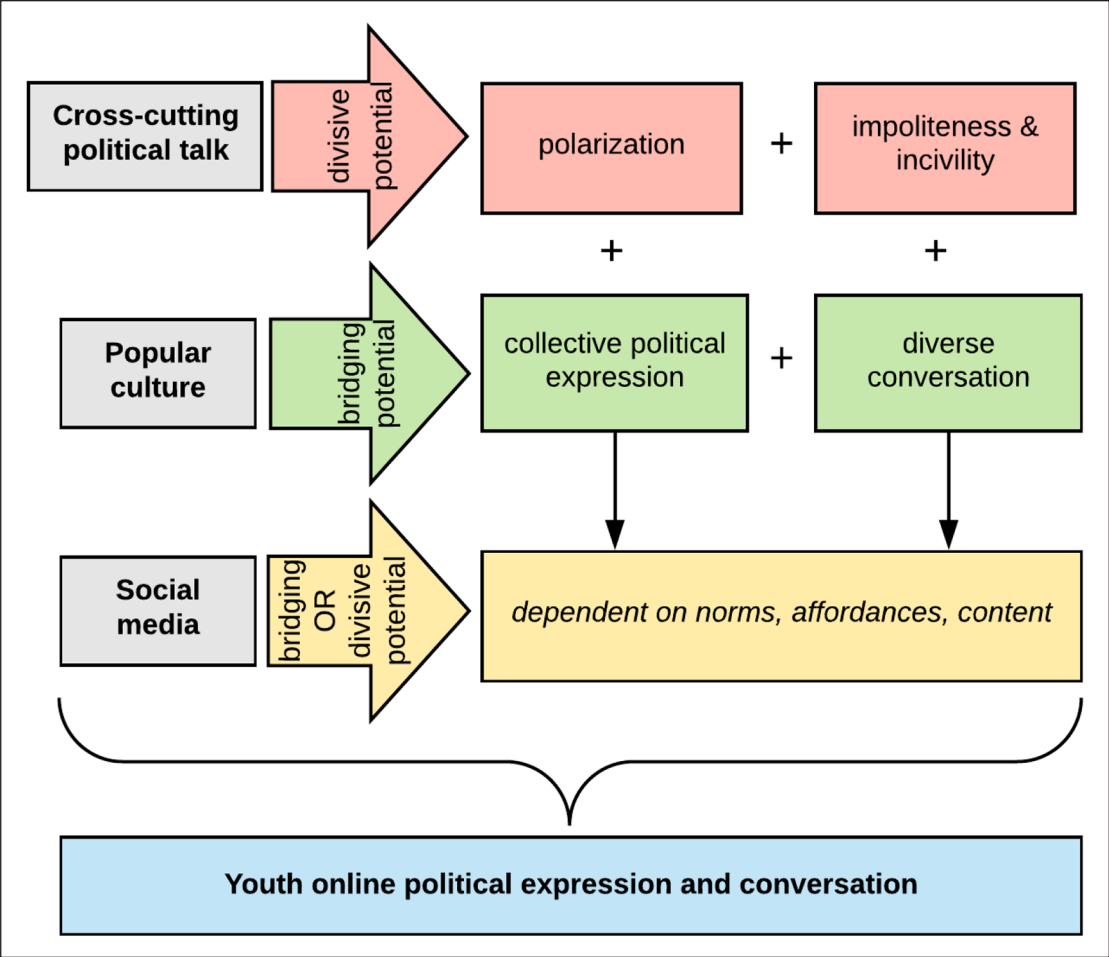 Cross-cutting
political talk
divisive
potential
polarization
+
impoliteness &
incivility
+
+
Popular
culture
bridging
potential
collective political
expression
+
diverse
conversation
Social
media
bridging
OR
divisive
potential
dependent on norms, affordances, content
Youth online political expression and conversation